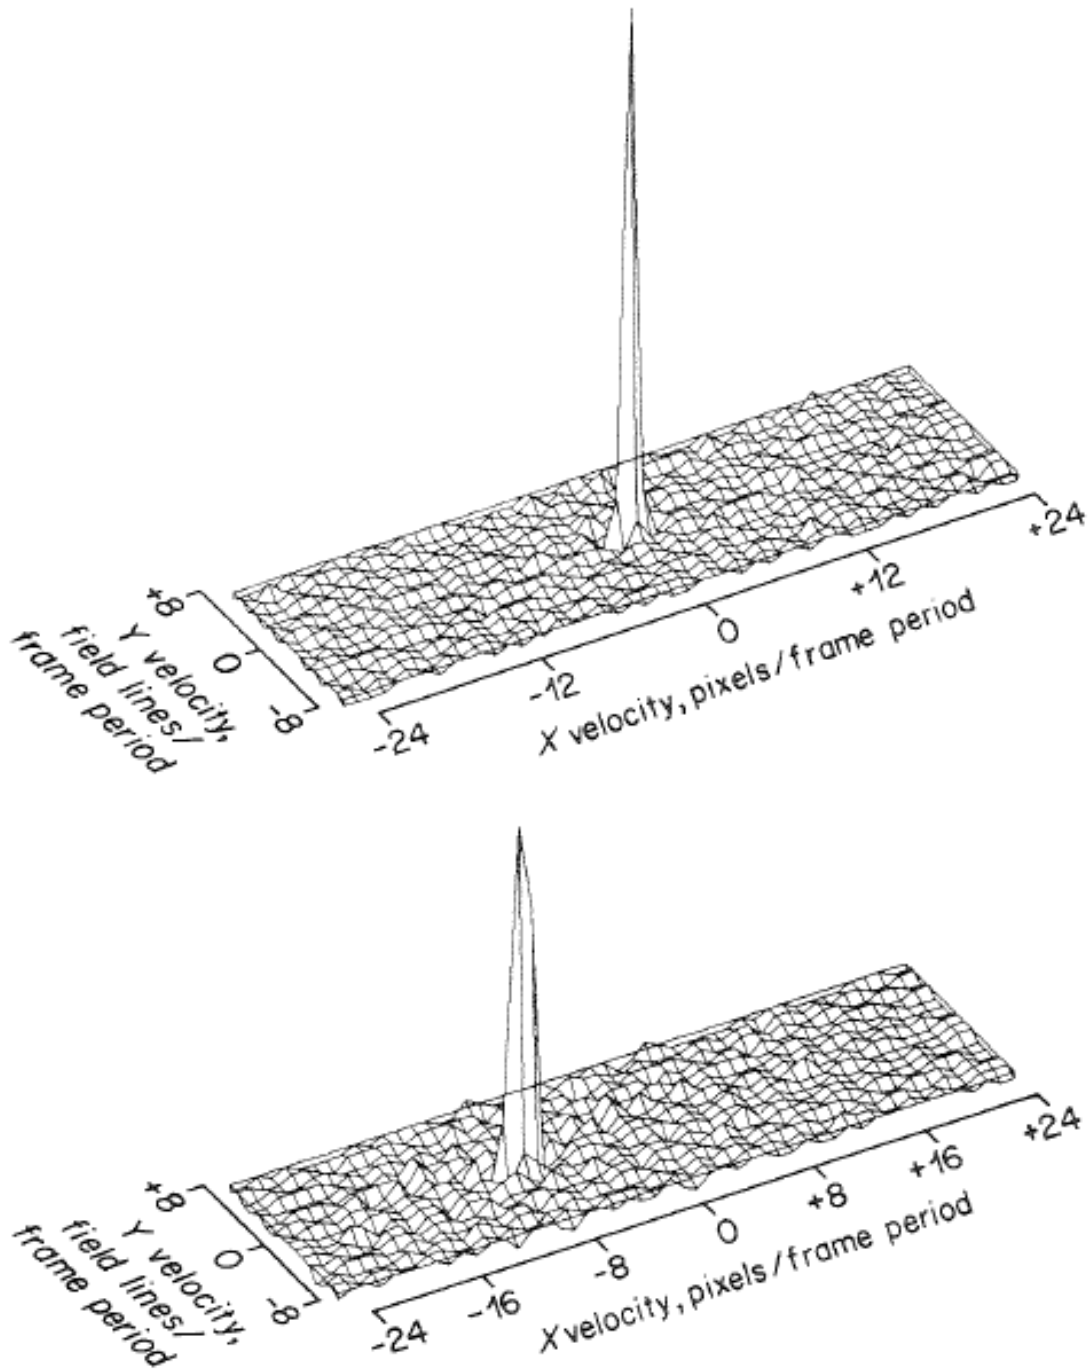 +8
0
-8
Y velocity,
field lines/
frame period
-24
-12
0
+12
+24
X velocity, pixels/frame period
+8
0
-8
Y velocity,
field lines/
frame period
-24
-16
-8
0
+8
+16
+24
X velocity, pixels/frame period